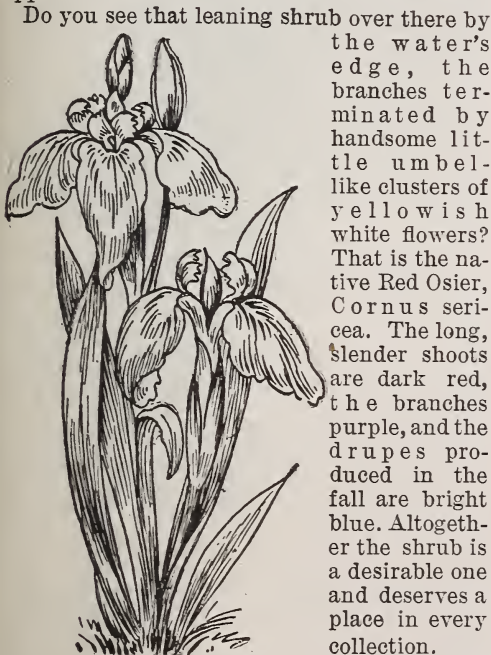 Do you see that leaning shrub over there by
the water's
edge, the
branches ter-
minated by
handsome lit-
tle umbel-
like clusters of
yellowish
white flowers?
That is the na-
tive Red Osier,
Cornus seri-
cea. The long,
slender shoots
are dark red,
the branches
purple, and the
drupes pro-
duced in the
fall are bright
blue. Altogeth-
er the shrub is
a desirable one
and deserves a
place in every
collection.